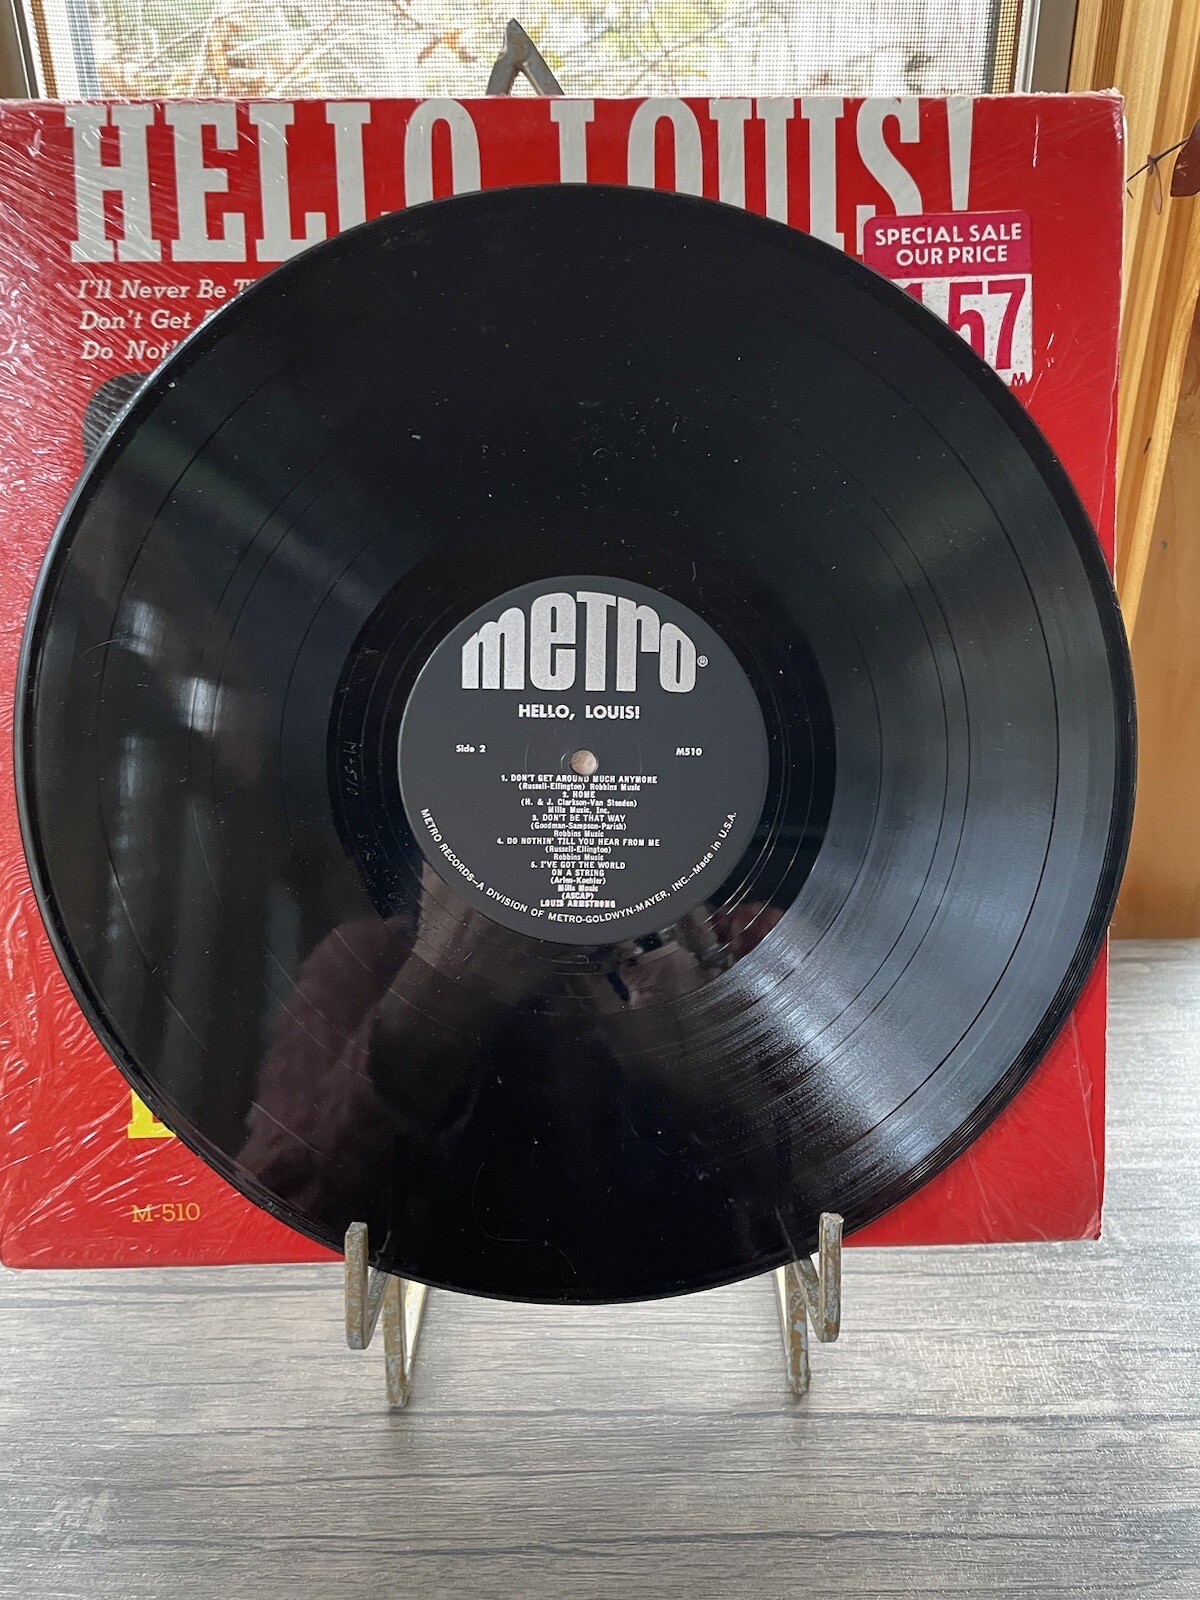 HELLO LOUIS!
I'll Never Be
Don't Get
Do
SPECIAL SALE
OUR PRICE
57
M
metro®
HELLO, LOUIS!
Side 2
M510
1. DON'T GET AROUND MUCH ANYMORE
(Russell-Ellington) Robbins Music
2. HOME
(H. & J. Clarkson-Van Steeden)
Mills Music, Inc.
3. DON'T BE THAT WAY
(Goodman-Sampson-Parish)
Robbins Music
4. DO NOTHIN' TILL YOU HEAR FROM ME
(Russell-Ellington)
Robbins Music
5. I'VE GOT THE WORLD
ON A STRING
(Arlen-Koehler)
Mills Music
(ASCAP)
LOUIS ARMSTRONG
METRO RECORDS—A DIVISION OF METRO-GOLDWYN-MAYER, INC.—Made in U.S.A.
M-510
M-510